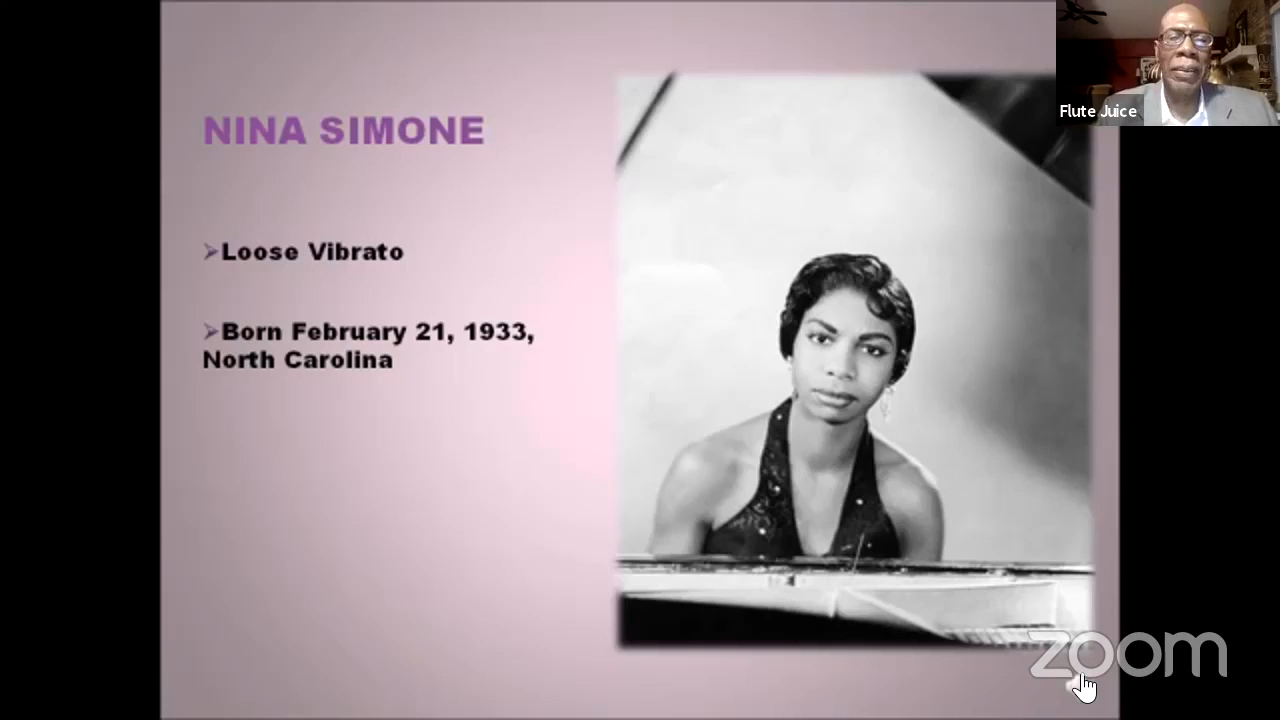 NINA SIMONE
Loose Vibrato
Born February 21, 1933,
North Carolina
Flute Juice
zoom